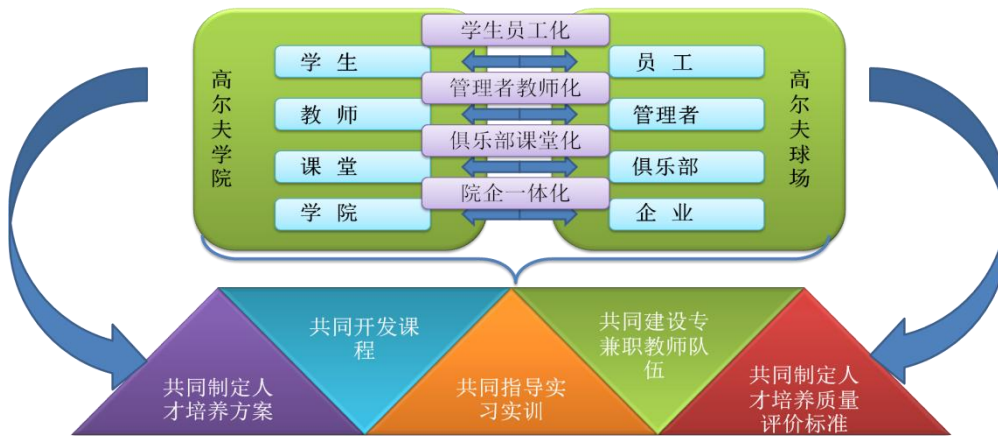 学生员工化
高尔夫学院
学 生
员 工
高尔夫球场
管理者教师化
教 师
管理者
俱乐部课堂化
课 堂
俱乐部
院企一体化
学 院
企 业
共同制定人
才培养方案
共同开发课
程
共同指导实
习实训
共同建设专
兼职教师队
伍
共同制定人
才培养质量
评价标准